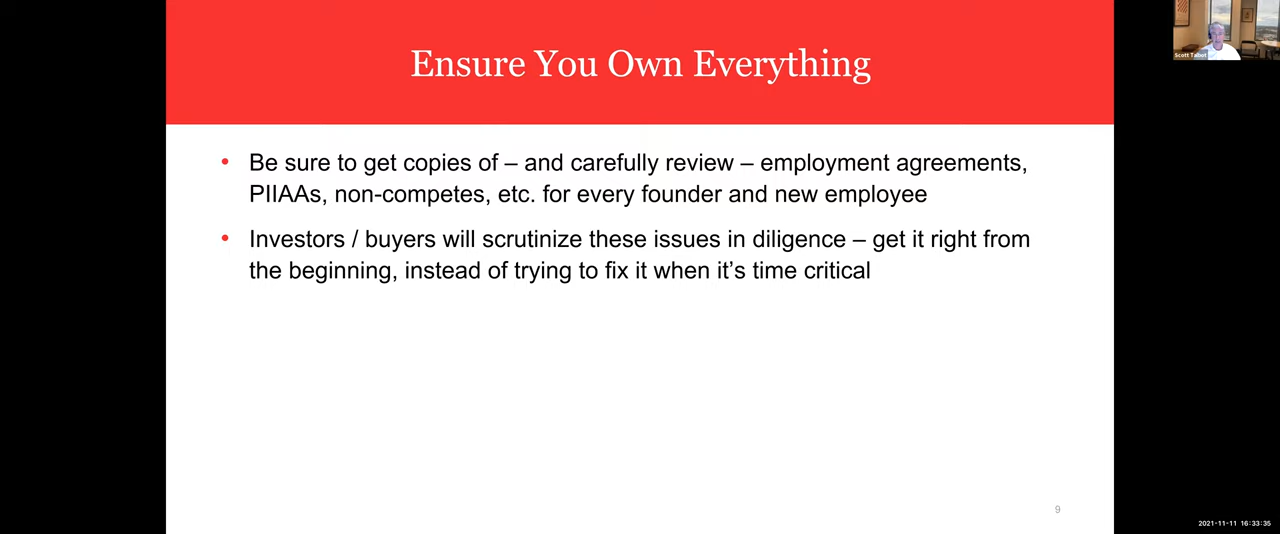 Ensure You Own Everything
Scott Talbot
• Be sure to get copies of – and carefully review – employment agreements,
PIIAAs, non-competes, etc. for every founder and new employee
• Investors / buyers will scrutinize these issues in diligence – get it right from
the beginning, instead of trying to fix it when it’s time critical
9
2021-11-11 16:33:35